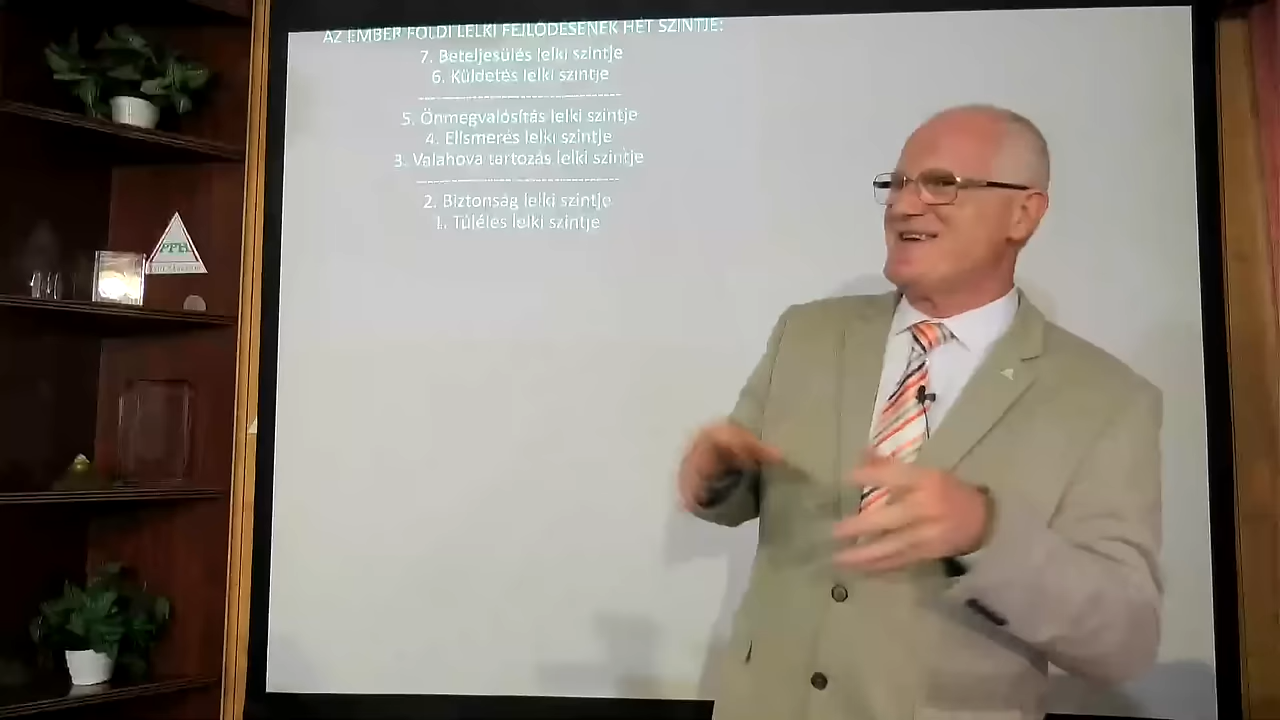 AZ EMBER FÖLDI LELKI FEJLŐDÉSÉNEK HÉT SZINTJE:
7. Beteljesülés lelki szintje
6. Küldetés lelki szintje
5. Önmegvalósítás lelki szintje
4. Elismerés lelki szintje
3. Valahova tartozás lelki szintje
2. Biztonság lelki szintje
1. Túlélés lelki szintje
PFH